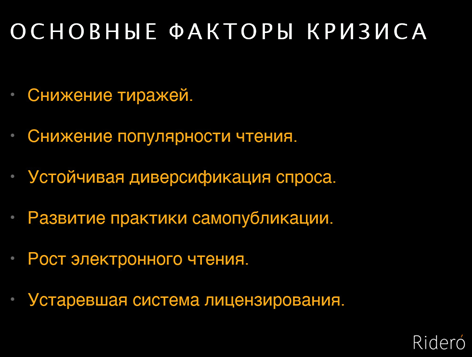 ОСНОВНЫЕ ФАКТОРЫ КРИЗИСА
• Снижение тиражей.
• Снижение популярности чтения.
• Устойчивая диверсификация спроса.
• Развитие практики самопубликации.
• Рост электронного чтения.
• Устаревшая система лицензирования.
Rideró